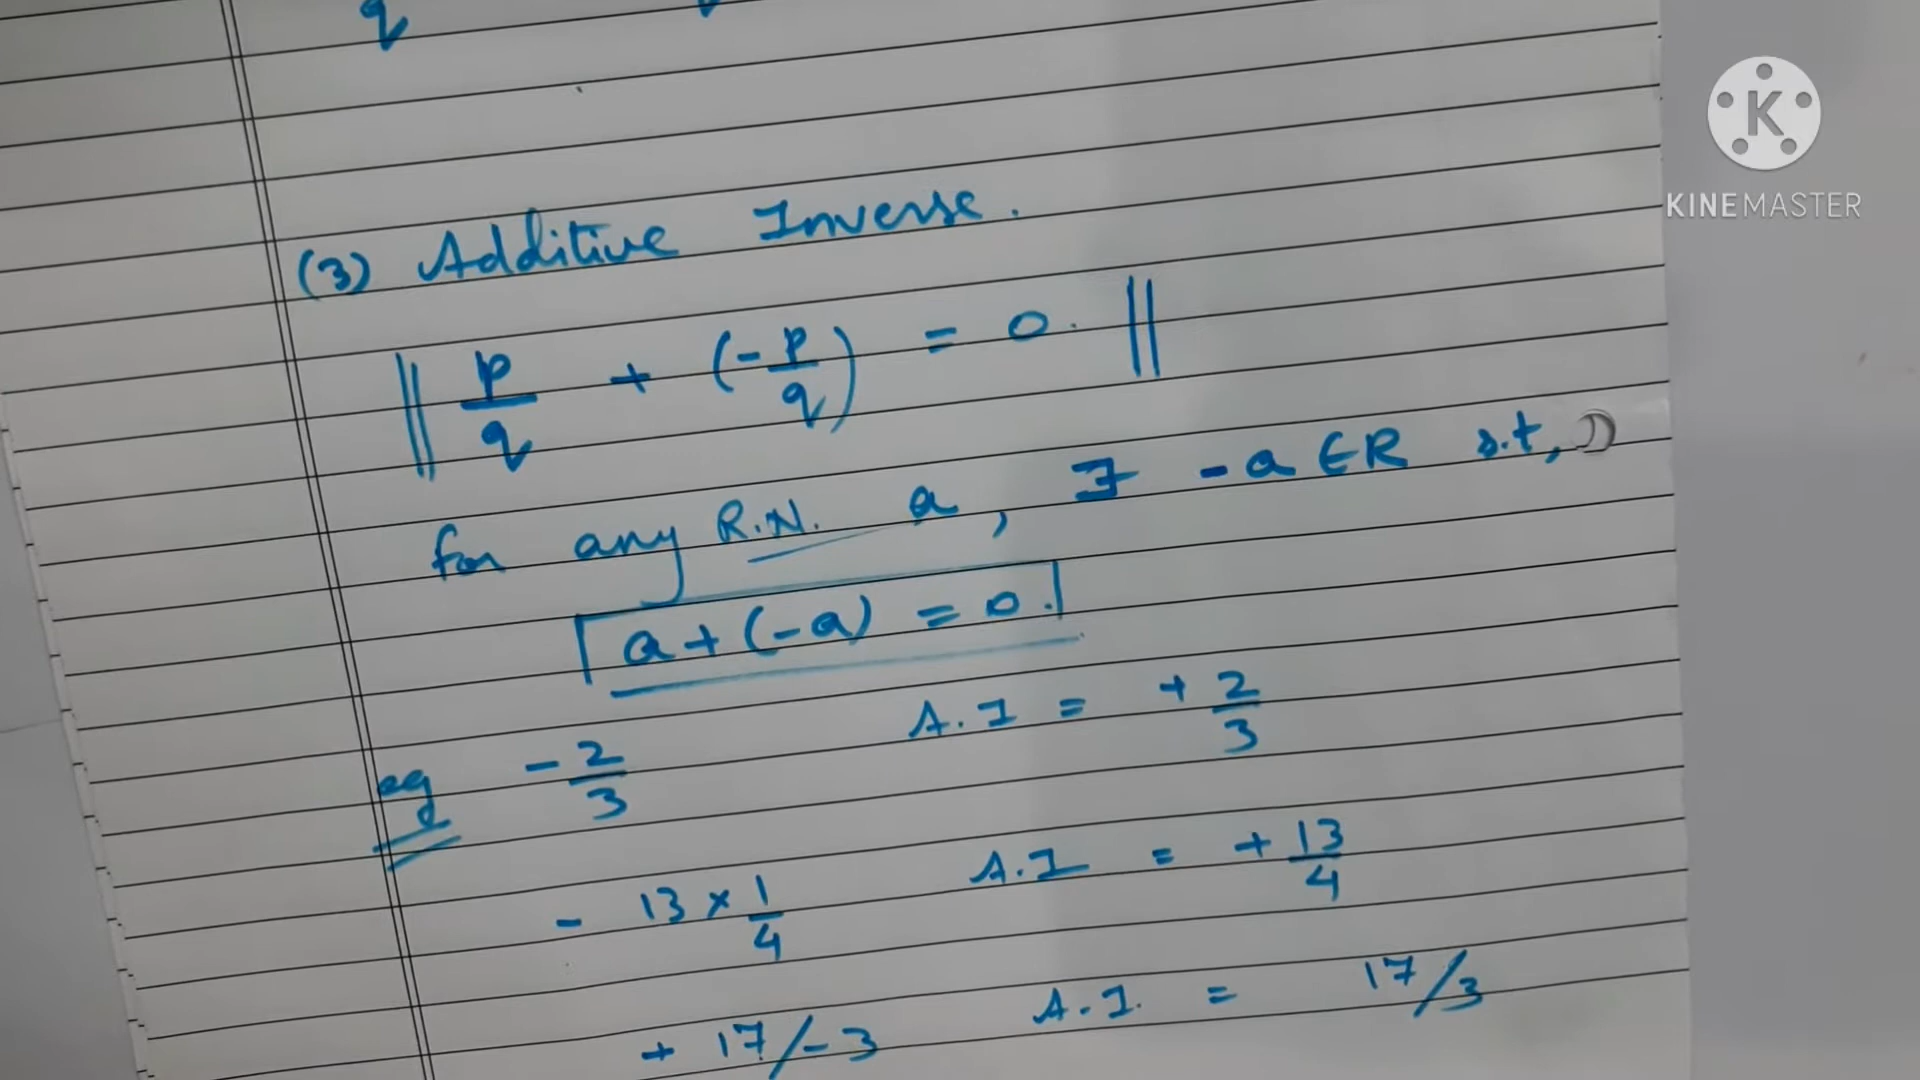 q
(3) Additive Inverse.
p/q + (-p/q) = 0.
for any R.N. a, ∃ -a ∈ R s.t,
a + (-a) = 0.
eg -2/3 A.I = +2/3
- 13 × 1/4 A.I = +13/4
+ 17/-3 A.I. = 17/3
K
KINEMASTER